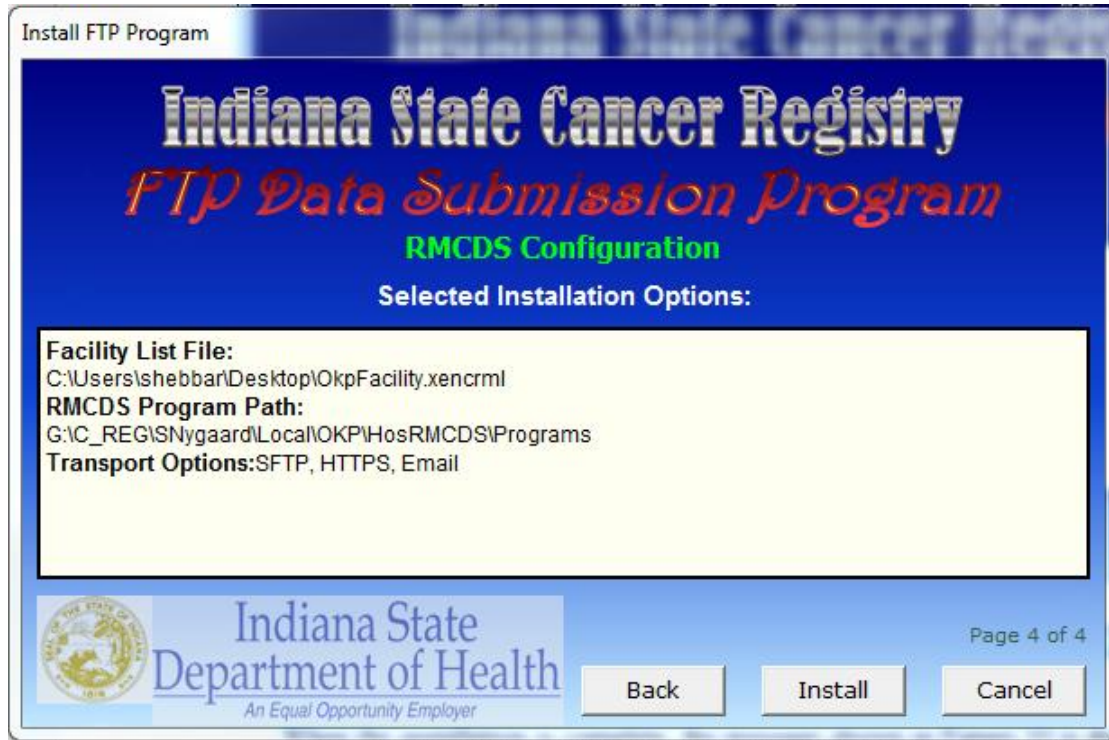 Install FTP Program
Indiana State Cancer Registry
FTP Data Submission Program
RMCDS Configuration
Selected Installation Options:
Facility List File:
C:\Users\shebbar\Desktop\OkpFacility.xencrml
RMCDS Program Path:
G:\C_REG\SNygaard\Local\OKP\HosRMCDS\Programs
Transport Options:SFTP, HTTPS, Email
Indiana State
Department of Health
An Equal Opportunity Employer
Page 4 of 4
Back
Install
Cancel